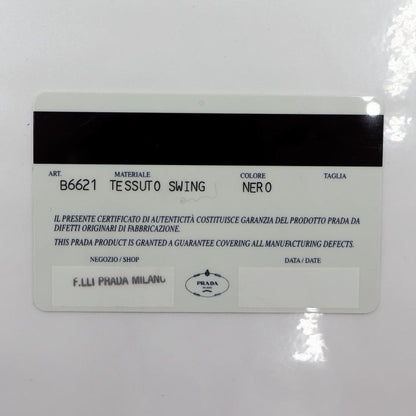 ART. MATERIALE COLORE TAGLIA
B6621 TESSUTO SWING NERO
IL PRESENTE CERTIFICATO DI AUTENTICITÀ COSTITUISCE GARANZIA DEL PRODOTTO PRADA DA
DIFETTI ORIGINARI DI FABBRICAZIONE.
THIS PRADA PRODUCT IS GRANTED A GUARANTEE COVERING ALL MANUFACTURING DEFECTS.
NEGOZIO / SHOP DATA / DATE
F.LLI PRADA MILANO
PRADA
MILANO